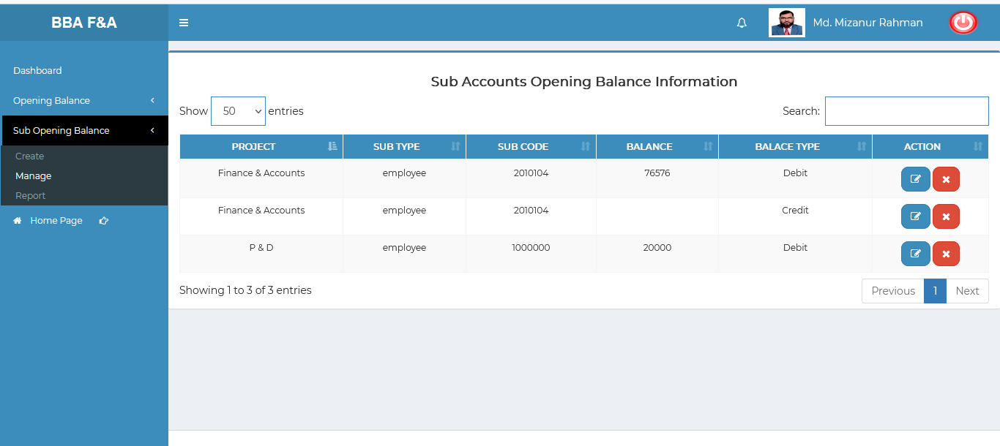 BBA F&A
Md. Mizanur Rahman
Dashboard
Opening Balance
Sub Opening Balance
Create
Manage
Report
Home Page
Sub Accounts Opening Balance Information
Show 50 entries
Search:
PROJECT SUB TYPE SUB CODE BALANCE BALACE TYPE ACTION
Finance & Accounts employee 2010104 76576 Debit
Finance & Accounts employee 2010104 Credit
P & D employee 1000000 20000 Debit
Showing 1 to 3 of 3 entries
Previous 1 Next